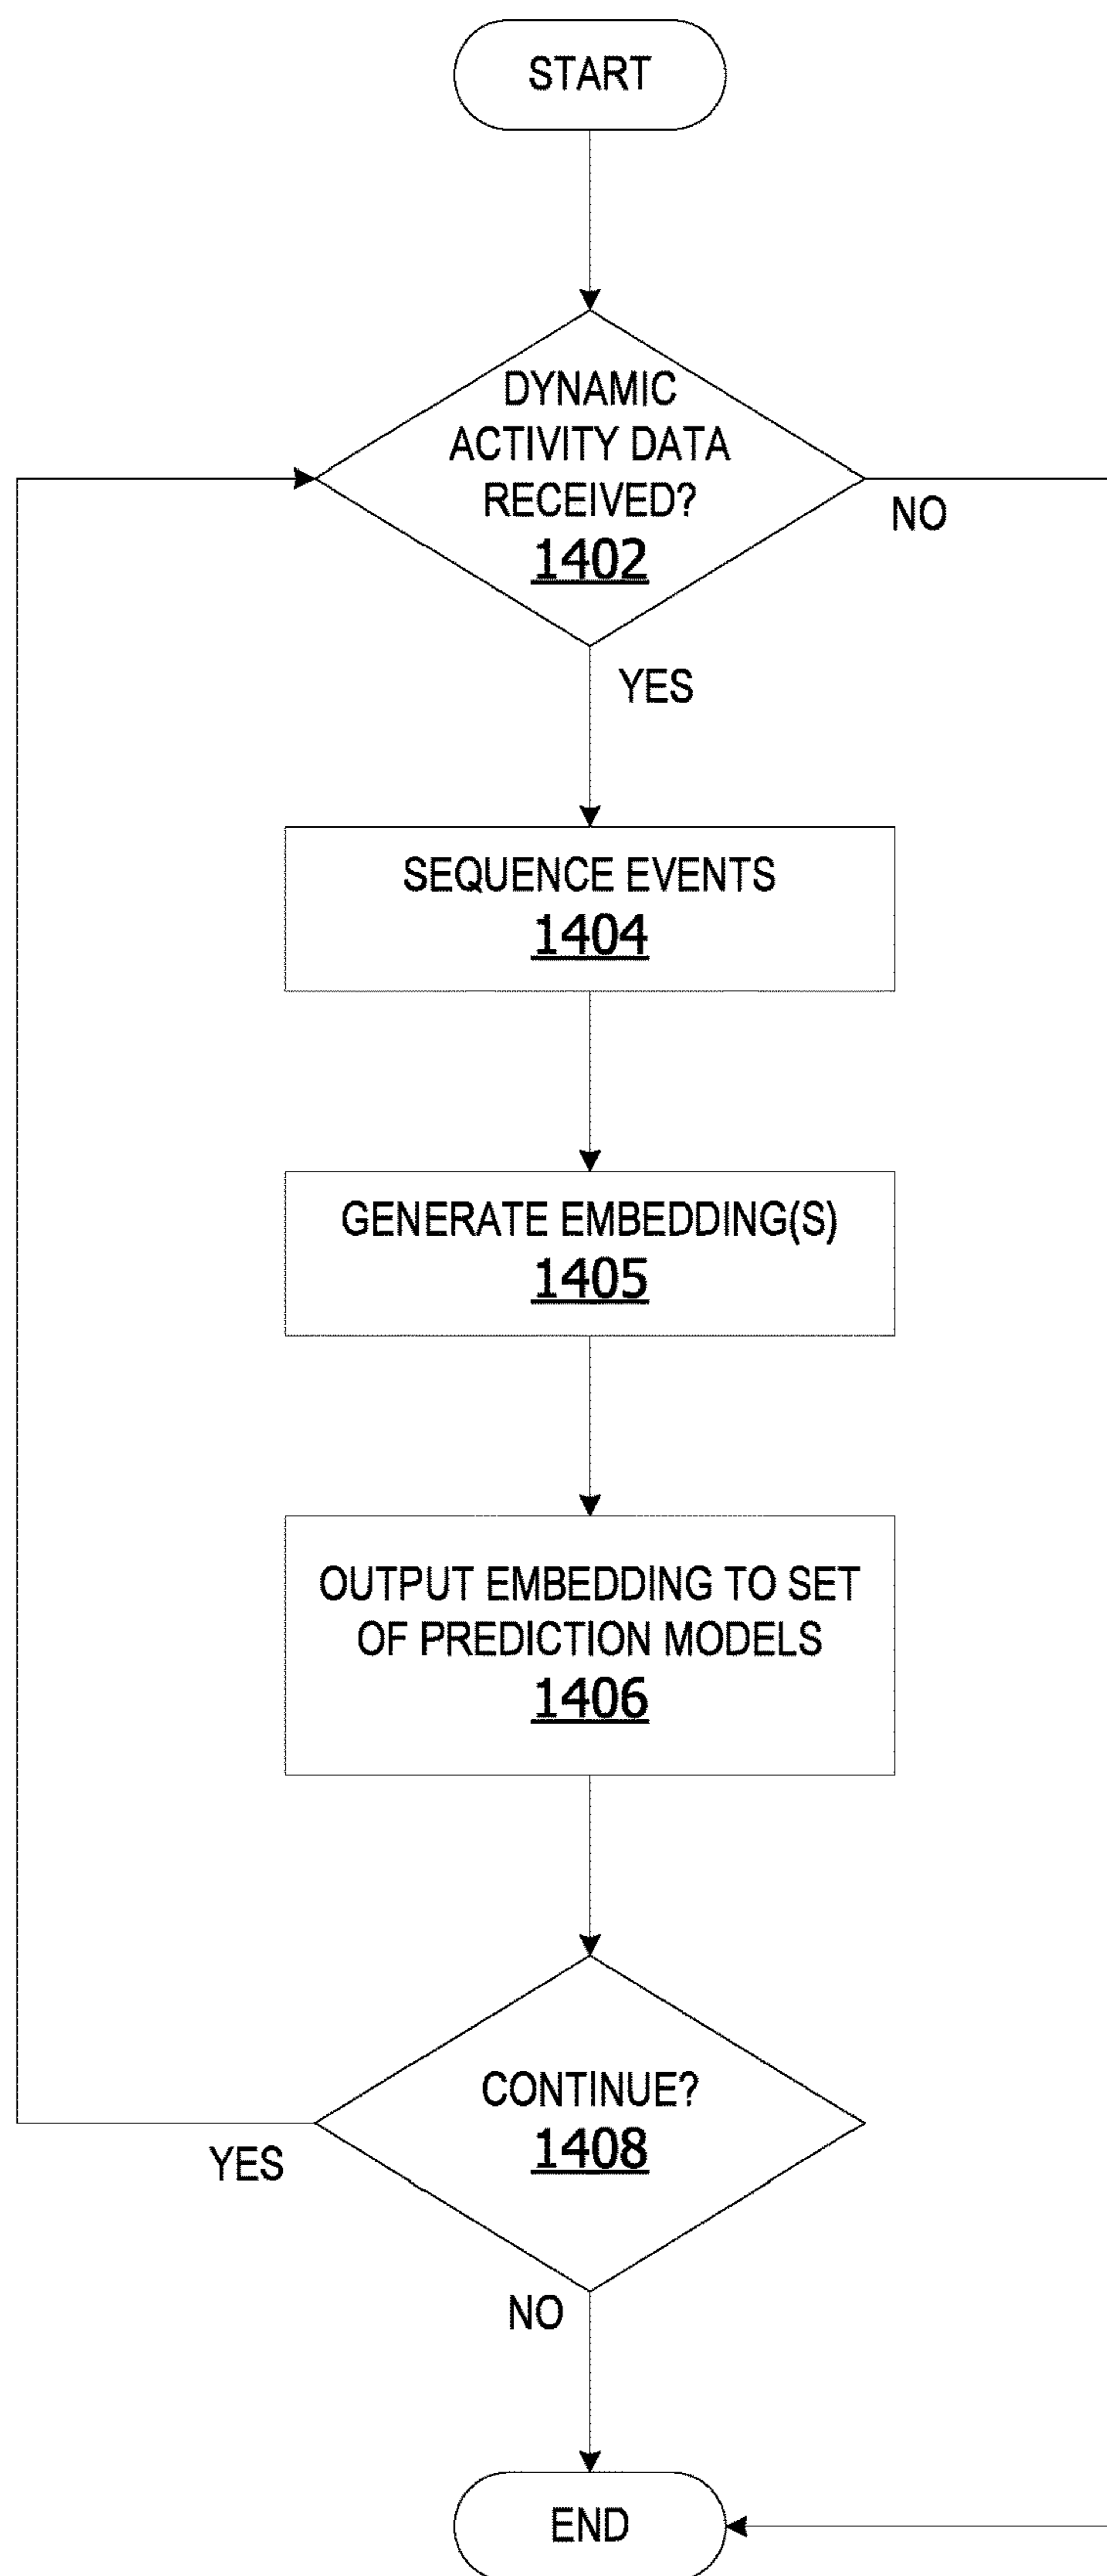 START
DYNAMIC
ACTIVITY DATA
RECEIVED?
1402
NO
YES
SEQUENCE EVENTS
1404
GENERATE EMBEDDING(S)
1405
OUTPUT EMBEDDING TO SET
OF PREDICTION MODELS
1406
CONTINUE?
1408
YES
NO
END